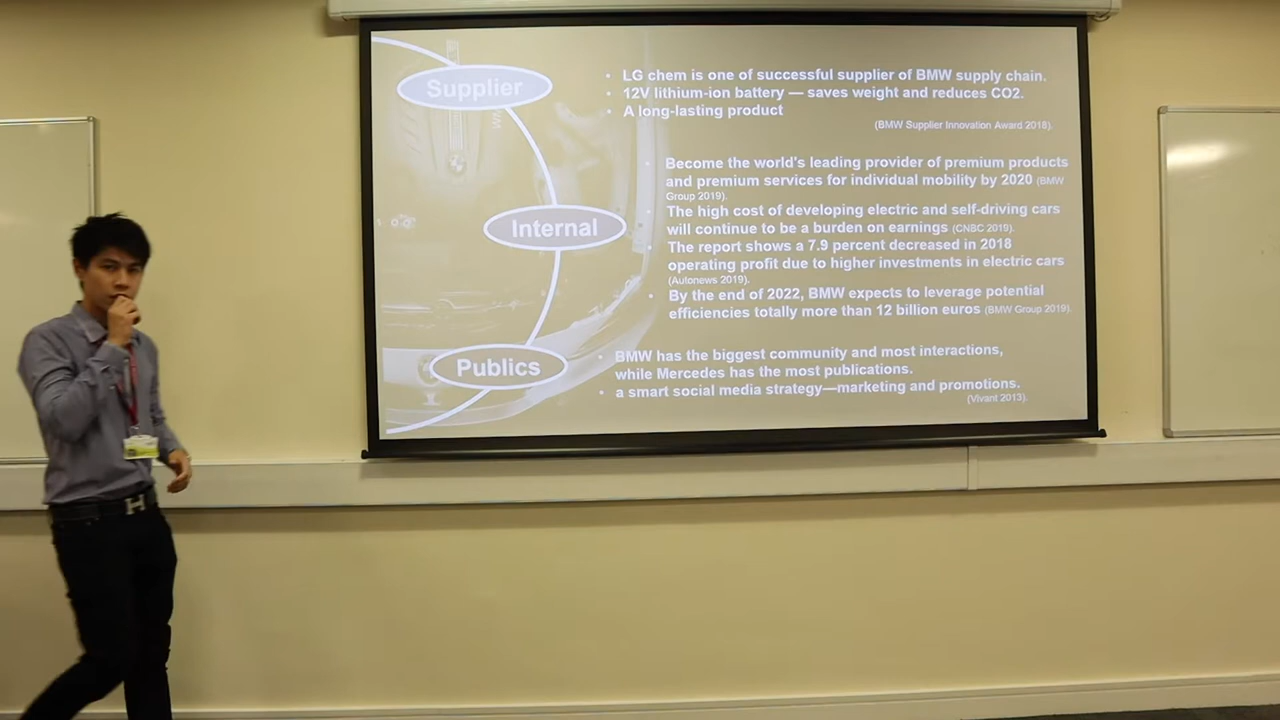 Supplier
• LG chem is one of successful supplier of BMW supply chain.
• 12V lithium-ion battery — saves weight and reduces CO2.
• A long-lasting product
(BMW Supplier Innovation Award 2018).
Internal
• Become the world's leading provider of premium products
and premium services for individual mobility by 2020 (BMW
Group 2019).
• The high cost of developing electric and self-driving cars
will continue to be a burden on earnings (CNBC 2019).
• The report shows a 7.9 percent decreased in 2018
operating profit due to higher investments in electric cars
(Autonews 2019).
• By the end of 2022, BMW expects to leverage potential
efficiencies totally more than 12 billion euros (BMW Group 2019).
Publics
• BMW has the biggest community and most interactions,
while Mercedes has the most publications.
• a smart social media strategy—marketing and promotions.
(Vivant 2013).
H